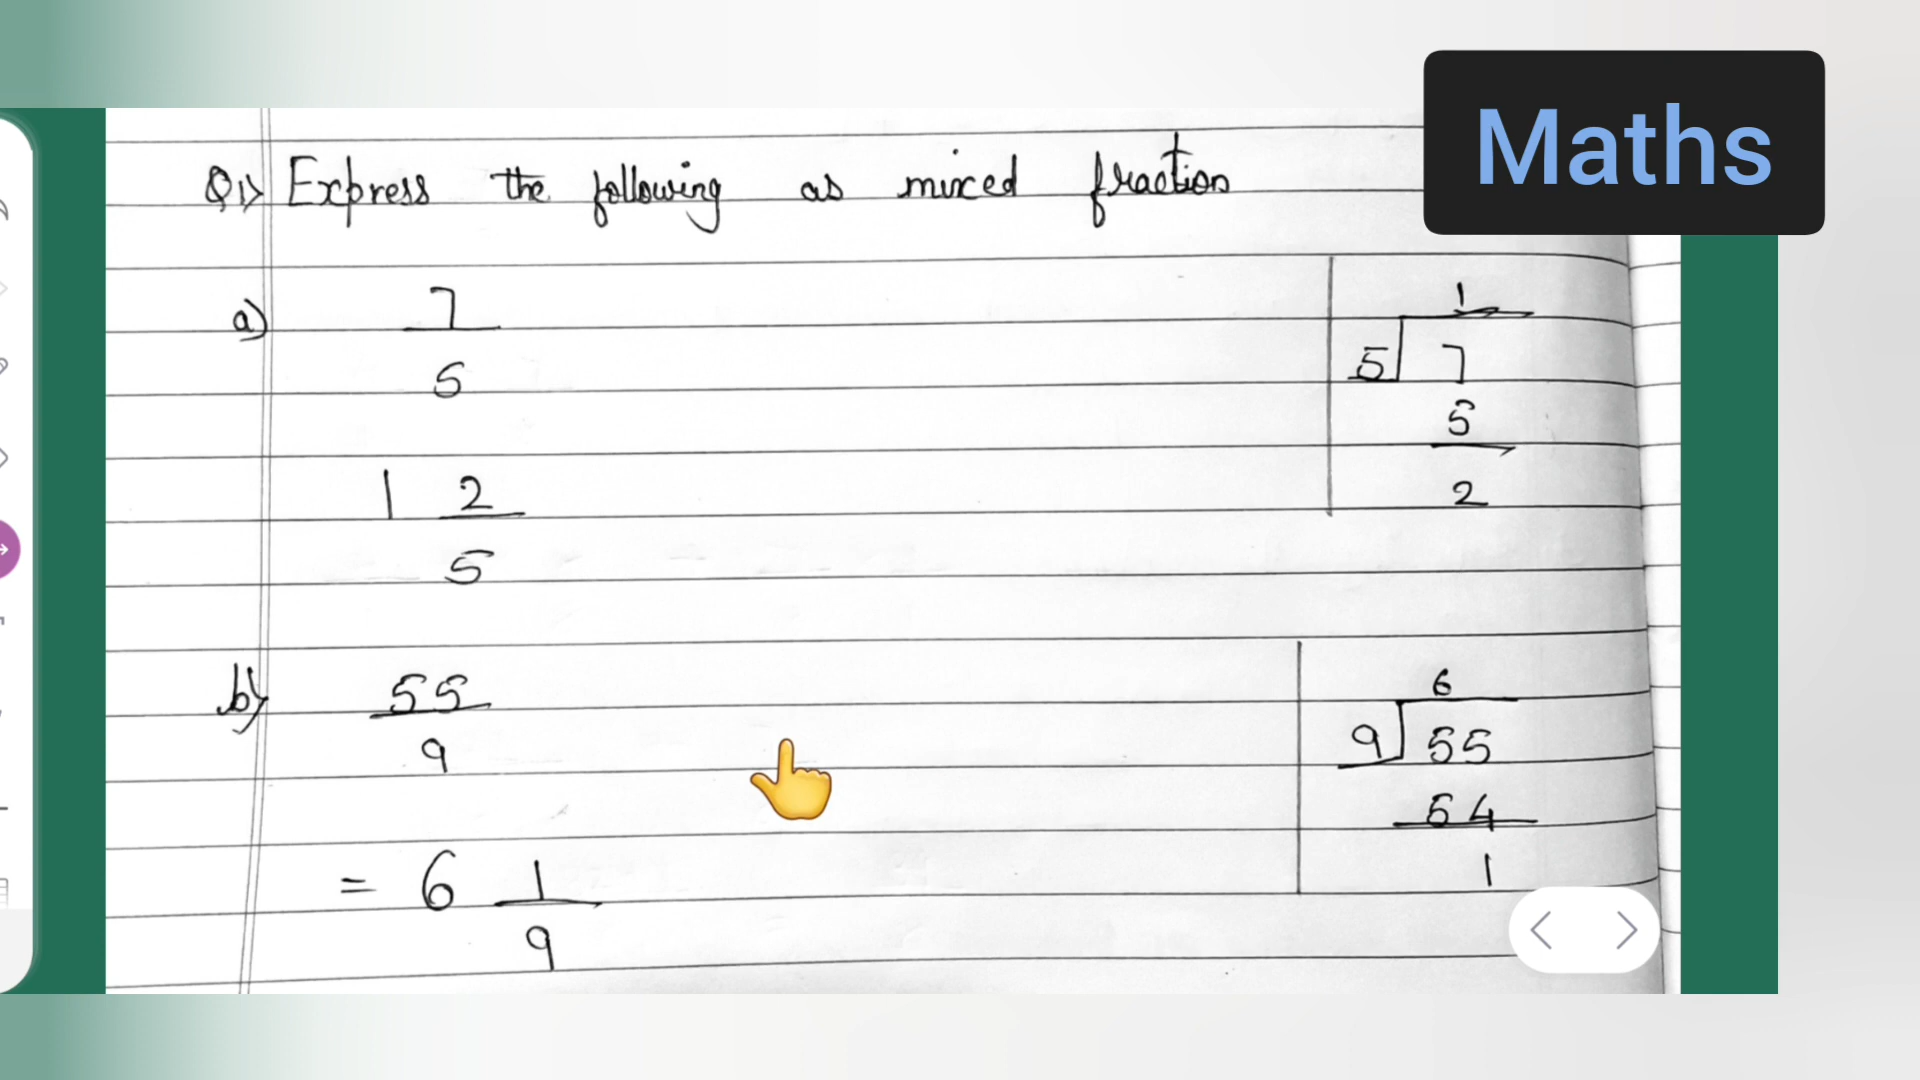 Maths
Q1) Express the following as mixed fraction
a) 7
5
1 2
5
1
5 7
5
2
b) 55
9
= 6 1
9
6
9 55
54
1